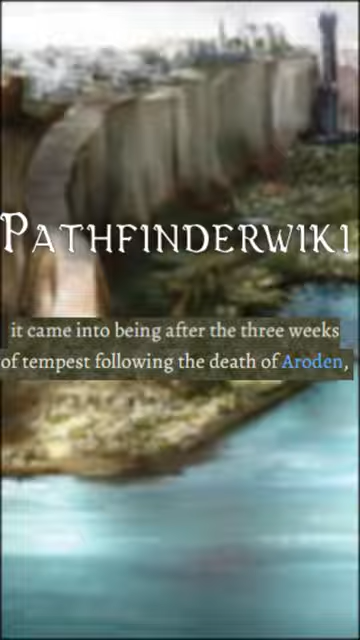 PATHFINDERWIKI
it came into being after the three weeks
of tempest following the death of Aroden,